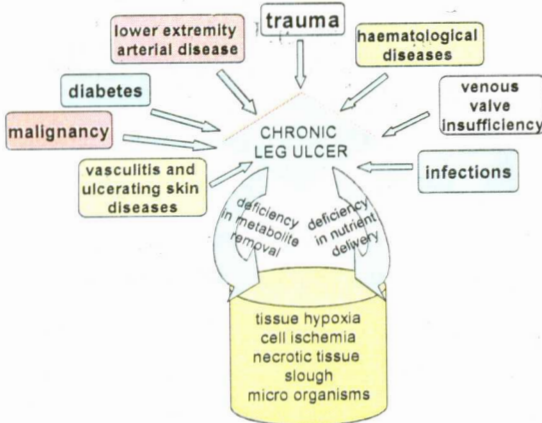 trauma
lower extremity
arterial disease
haematological
diseases
diabetes
venous
valve
insufficiency
malignancy
CHRONIC
LEG ULCER
vasculitis and
ulcerating skin
diseases
infections
deficiency
in metabolite
removal
deficiency
in nutrient
delivery
tissue hypoxia
cell ischemia
necrotic tissue
slough
micro organisms